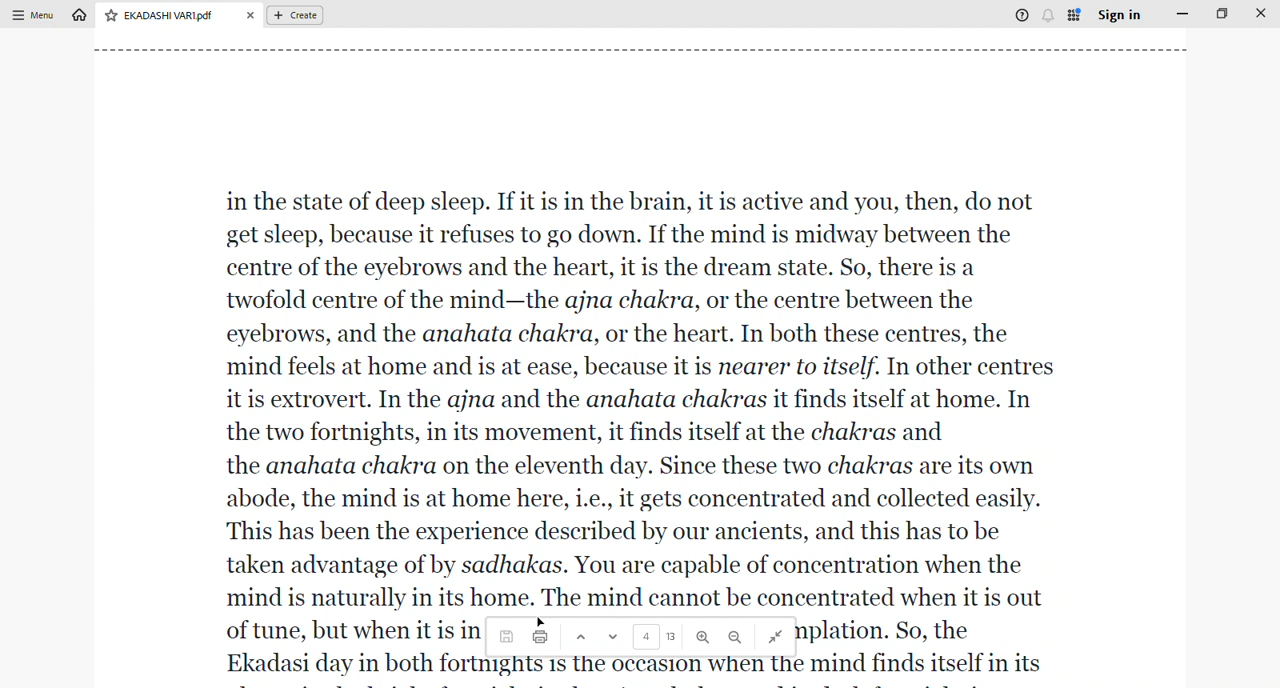 Menu
EKADASHI VAR1.pdf
Create
Sign in
in the state of deep sleep. If it is in the brain, it is active and you, then, do not
get sleep, because it refuses to go down. If the mind is midway between the
centre of the eyebrows and the heart, it is the dream state. So, there is a
twofold centre of the mind—the ajna chakra, or the centre between the
eyebrows, and the anahata chakra, or the heart. In both these centres, the
mind feels at home and is at ease, because it is nearer to itself. In other centres
it is extrovert. In the ajna and the anahata chakras it finds itself at home. In
the two fortnights, in its movement, it finds itself at the chakras and
the anahata chakra on the eleventh day. Since these two chakras are its own
abode, the mind is at home here, i.e., it gets concentrated and collected easily.
This has been the experience described by our ancients, and this has to be
taken advantage of by sadhakas. You are capable of concentration when the
mind is naturally in its home. The mind cannot be concentrated when it is out
of tune, but when it is in mplation. So, the
4 13
Ekadasi day in both fortnights is the occasion when the mind finds itself in its